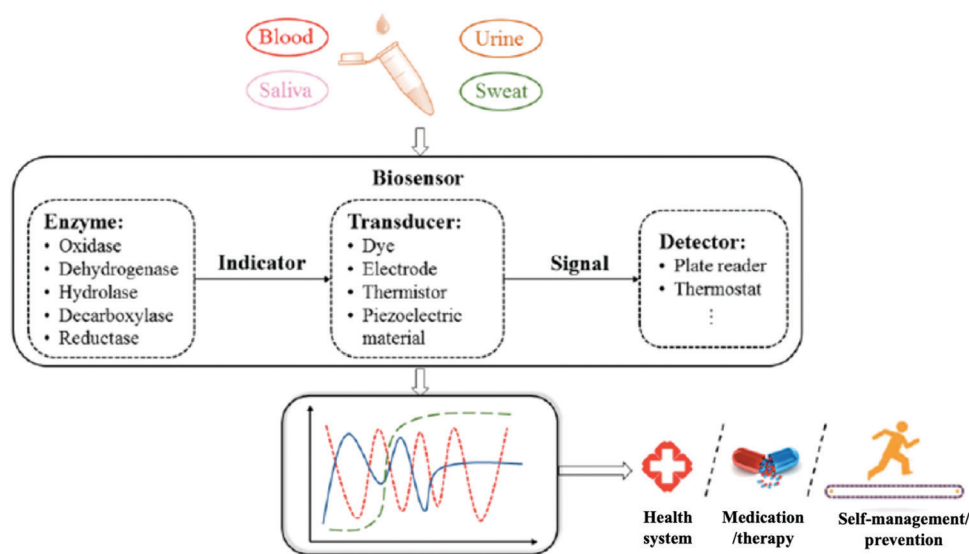 Blood
Urine
Saliva
Sweat
Biosensor
Enzyme:
• Oxidase
• Dehydrogenase
• Hydrolase
• Decarboxylase
• Reductase
Indicator
Transducer:
• Dye
• Electrode
• Thermistor
• Piezoelectric
material
Signal
Detector:
• Plate reader
• Thermostat
⋮
Health
system
Medication
/therapy
Self-management/
prevention